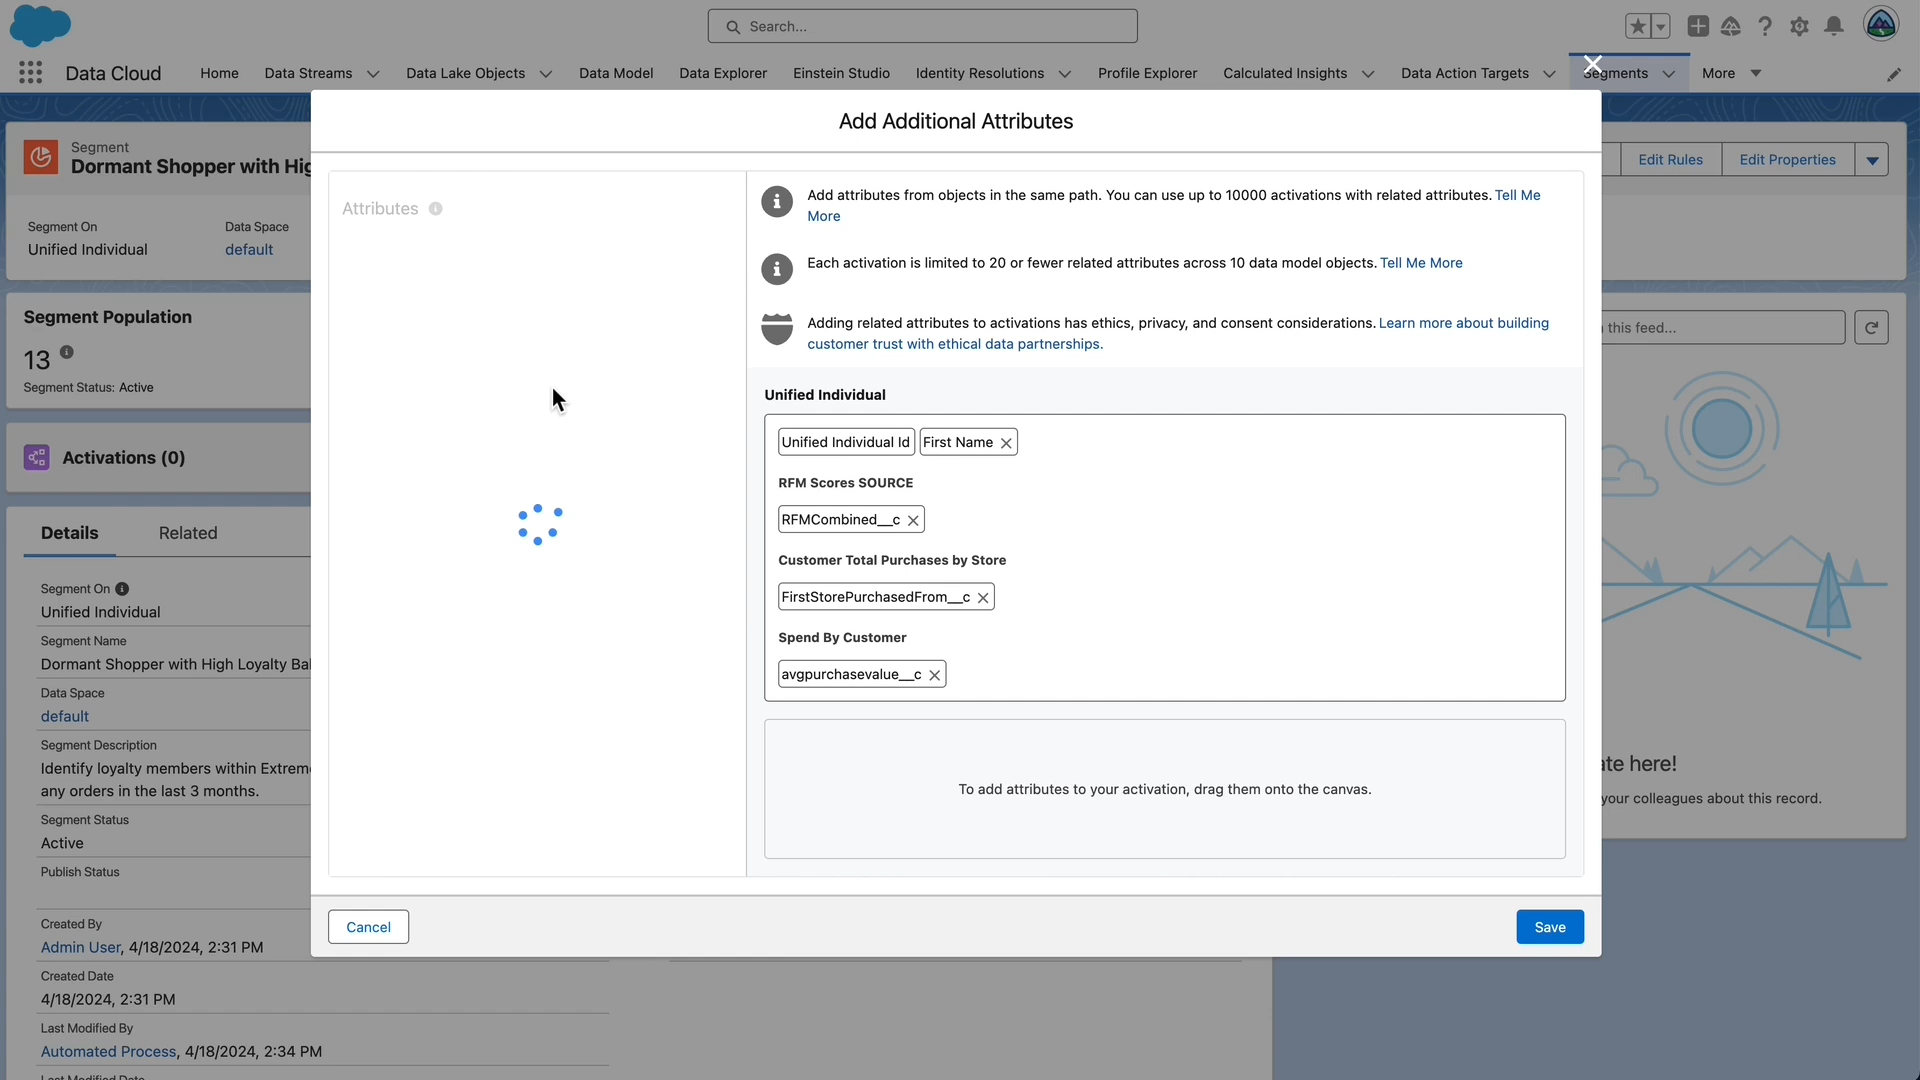 Search...
Data Cloud
Home
Data Streams
Data Lake Objects
Data Model
Data Explorer
Einstein Studio
Identity Resolutions
Profile Explorer
Calculated Insights
Data Action Targets
Segments
More
Add Additional Attributes
Segment
Dormant Shopper with Hig
Edit Rules
Edit Properties
Segment On
Unified Individual
Data Space
default
Segment Population
13
Segment Status: Active
Activations (0)
Details
Related
Segment On
Unified Individual
Segment Name
Dormant Shopper with High Loyalty Bal
Data Space
default
Segment Description
Identify loyalty members within Extrem
any orders in the last 3 months.
Segment Status
Active
Publish Status
Created By
Admin User, 4/18/2024, 2:31 PM
Created Date
4/18/2024, 2:31 PM
Last Modified By
Automated Process, 4/18/2024, 2:34 PM
Last Modified Date
Attributes
Add attributes from objects in the same path. You can use up to 10000 activations with related attributes. Tell Me
More
Each activation is limited to 20 or fewer related attributes across 10 data model objects. Tell Me More
Adding related attributes to activations has ethics, privacy, and consent considerations. Learn more about building
customer trust with ethical data partnerships.
Unified Individual
Unified Individual Id
First Name
RFM Scores SOURCE
RFMCombined__c
Customer Total Purchases by Store
FirstStorePurchasedFrom__c
Spend By Customer
avgpurchasevalue__c
To add attributes to your activation, drag them onto the canvas.
Cancel
Save
this feed...
ate here!
your colleagues about this record.